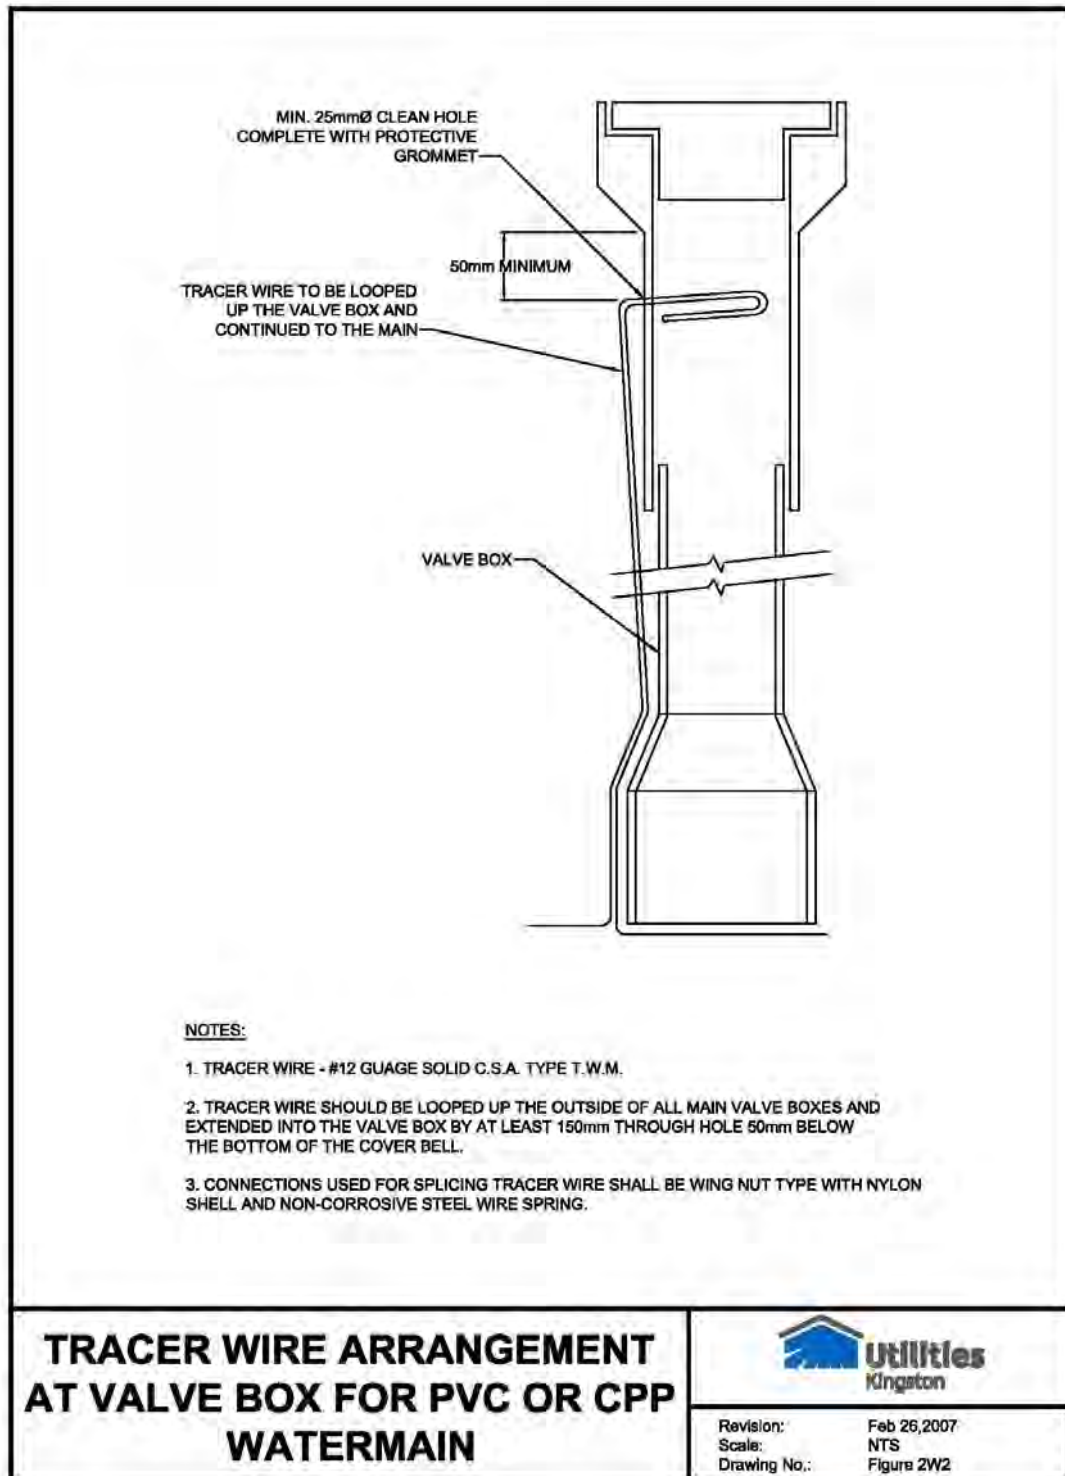 MIN. 25mmØ CLEAN HOLE
COMPLETE WITH PROTECTIVE
GROMMET
50mm MINIMUM
TRACER WIRE TO BE LOOPED
UP THE VALVE BOX AND
CONTINUED TO THE MAIN
VALVE BOX
NOTES:
1. TRACER WIRE - #12 GUAGE SOLID C.S.A. TYPE T.W.M.
2. TRACER WIRE SHOULD BE LOOPED UP THE OUTSIDE OF ALL MAIN VALVE BOXES AND
EXTENDED INTO THE VALVE BOX BY AT LEAST 150mm THROUGH HOLE 50mm BELOW
THE BOTTOM OF THE COVER BELL.
3. CONNECTIONS USED FOR SPLICING TRACER WIRE SHALL BE WING NUT TYPE WITH NYLON
SHELL AND NON-CORROSIVE STEEL WIRE SPRING.
TRACER WIRE ARRANGEMENT
AT VALVE BOX FOR PVC OR CPP
WATERMAIN
Utilities
Kingston
Revision: Feb 26,2007
Scale: NTS
Drawing No.: Figure 2W2